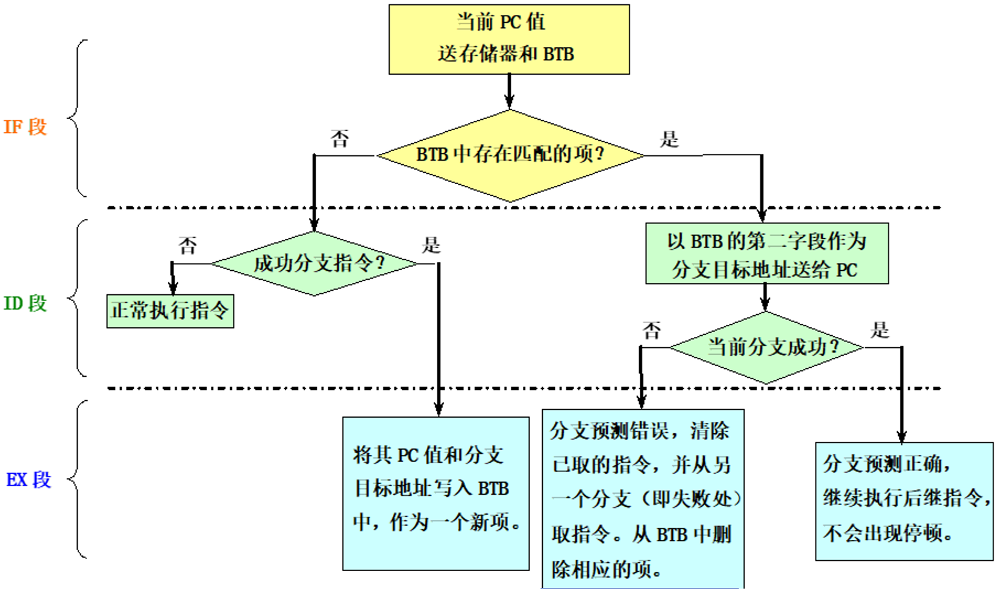 当前 PC 值
送存储器和 BTB
IF 段
否
BTB 中存在匹配的项？
是
否
成功分支指令？
是
以 BTB 的第二字段作为
分支目标地址送给 PC
ID 段
正常执行指令
否
当前分支成功？
是
EX 段
将其 PC 值和分支
目标地址写入 BTB
中，作为一个新项。
分支预测错误，清除
已取的指令，并从另
一个分支（即失败处）
取指令。从 BTB 中删
除相应的项。
分支预测正确，
继续执行后继指令，
不会出现停顿。